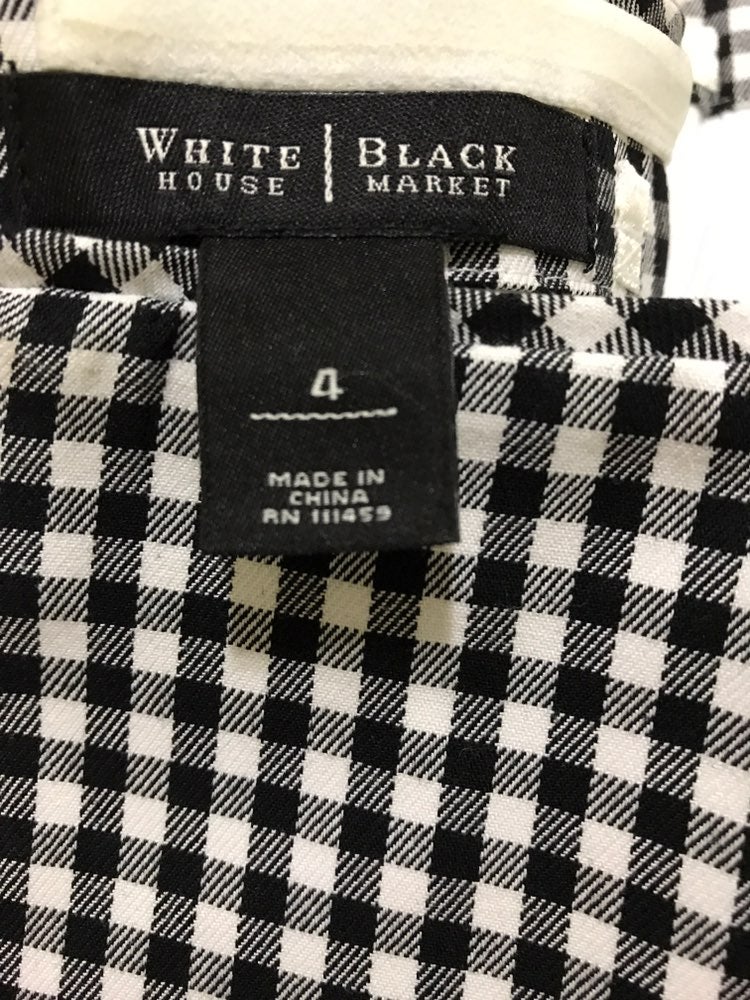 WHITE | BLACK
HOUSE | MARKET
4
MADE IN
CHINA
RN 111459